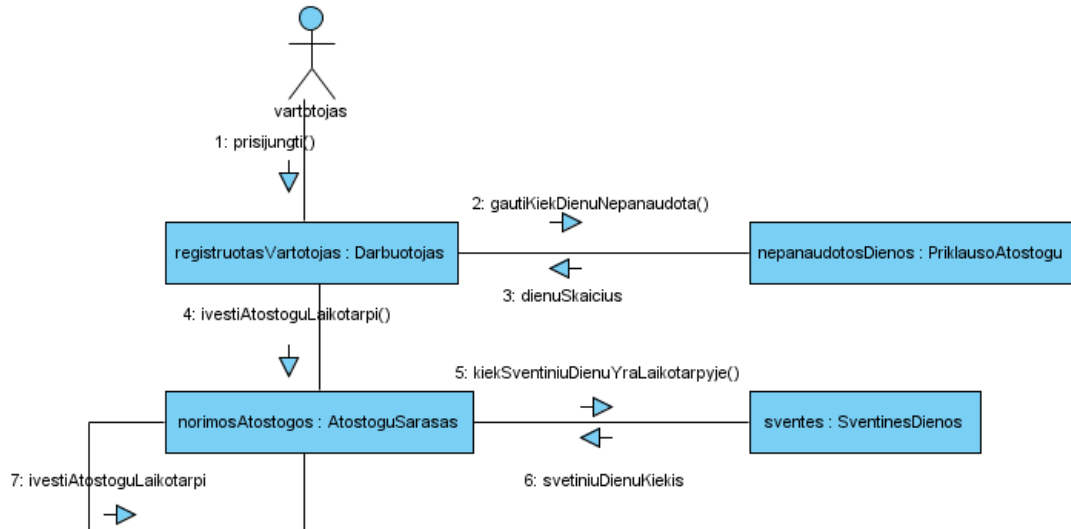 vartotojas
1: prisijungti()
2: gautiKiekDienuNepanaudota()
registruotasVartotojas : Darbuotojas
nepanaudotosDienos : PriklausoAtostogu
3: dienuSkaicius
4: ivestiAtostoguLaikotarpi()
5: kiekSventiniuDienuYraLaikotarpyje()
norimosAtostogos : AtostoguSarasas
sventes : SventinesDienos
7: ivestiAtostoguLaikotarpi
6: svetiniuDienuKiekis